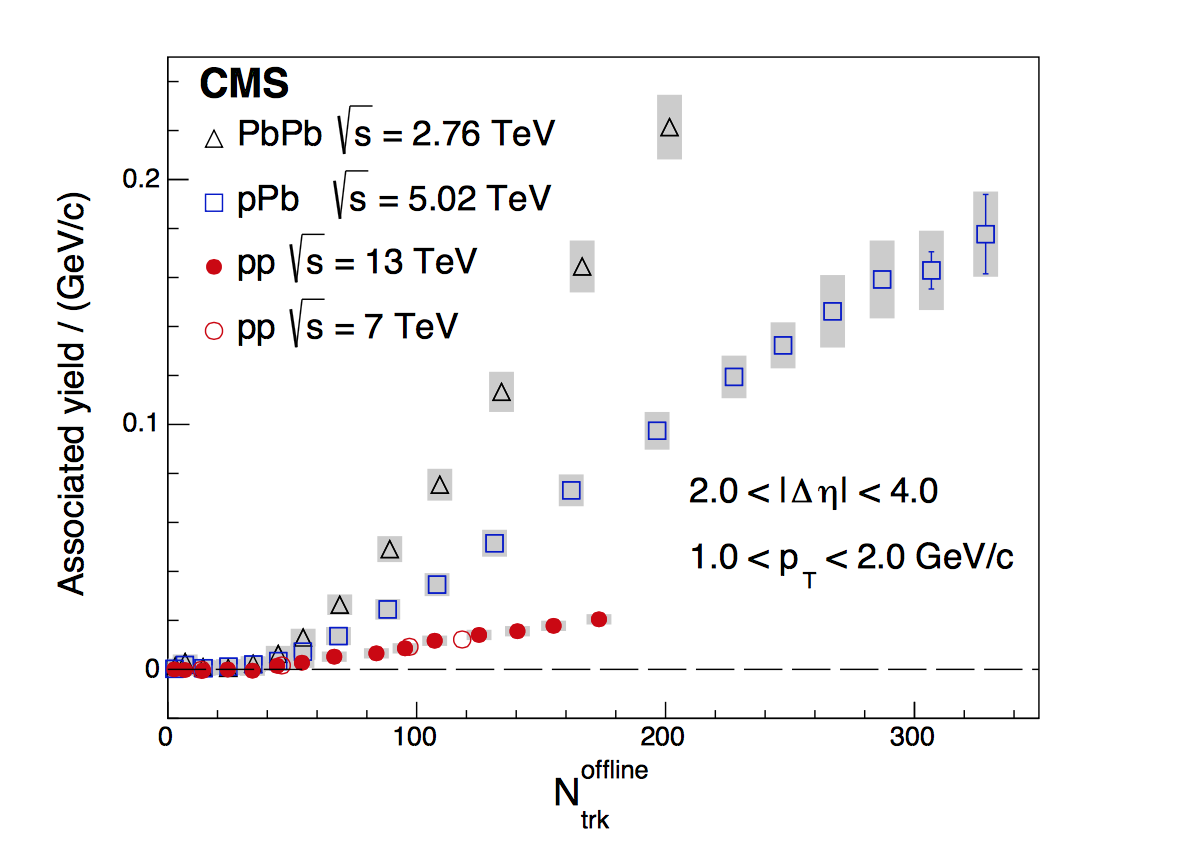 CMS
PbPb √s = 2.76 TeV
pPb √s = 5.02 TeV
pp √s = 13 TeV
pp √s = 7 TeV
2.0 < |Δη| < 4.0
1.0 < p_T < 2.0 GeV/c
Associated yield / (GeV/c)
0.2
0.1
0
0 100 200 300
N_trk^offline